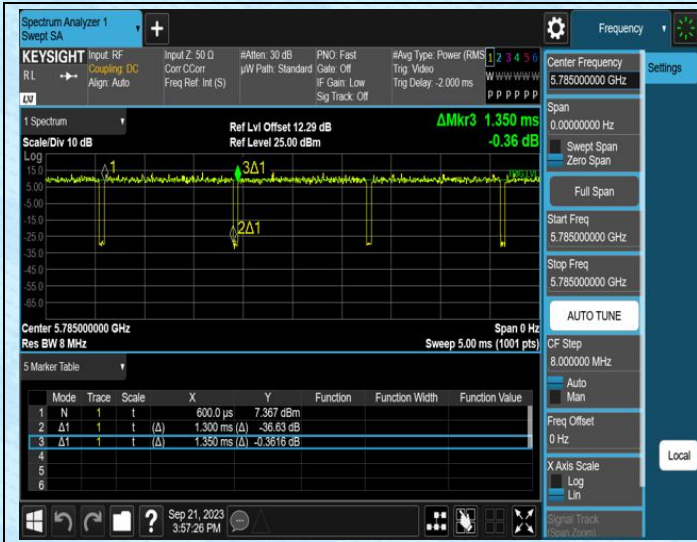 Spectrum Analyzer 1
Swept SA
+
Frequency
KEYSIGHT
RL
LXI
Input: RF
Coupling: DC
Align: Auto
Input Z: 50 Ω
Corr CCorr
Freq Ref: Int (S)
#Atten: 30 dB
µW Path: Standard
PNO: Fast
Gate: Off
IF Gain: Low
Sig Track: Off
#Avg Type: Power (RMS
Trig: Video
Trig Delay: -2.000 ms
1 2 3 4 5 6
W W W W W W
P P P P P P
1 Spectrum
Scale/Div 10 dB
Log
Ref Lvl Offset 12.29 dB
Ref Level 25.00 dBm
ΔMkr3 1.350 ms
-0.36 dB
15.0
5.00
-5.00
-15.0
-25.0
-35.0
-45.0
-55.0
-65.0
1
3Δ1
2Δ1
Center 5.785000000 GHz
Res BW 8 MHz
Span 0 Hz
Sweep 5.00 ms (1001 pts)
5 Marker Table
Mode Trace Scale X Y Function Function Width Function Value
1 N 1 t 600.0 µs 7.367 dBm
2 Δ1 1 t (Δ) 1.300 ms (Δ) -36.63 dB
3 Δ1 1 t (Δ) 1.350 ms (Δ) -0.3616 dB
4
5
6
?
Sep 21, 2023
3:57:26 PM
Center Frequency
5.785000000 GHz
Span
0.00000000 Hz
Swept Span
Zero Span
Full Span
Start Freq
5.785000000 GHz
Stop Freq
5.785000000 GHz
AUTO TUNE
CF Step
8.000000 MHz
Auto
Man
Freq Offset
0 Hz
X Axis Scale
Log
Lin
Signal Track
(Span Zoom)
Settings
Local